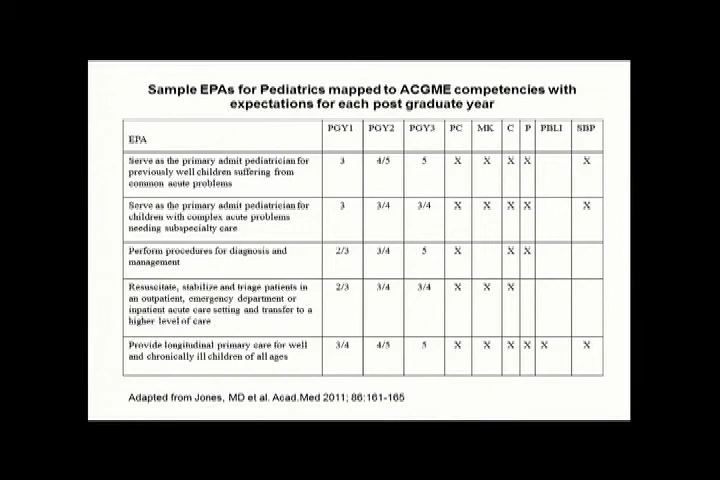 Sample EPAs for Pediatrics mapped to ACGME competencies with
expectations for each post graduate year
EPA PGY1 PGY2 PGY3 PC MK C P PBLI SBP
Serve as the primary admit pediatrician for
previously well children suffering from
common acute problems
3 4/5 5 X X X X X
Serve as the primary admit pediatrician for
children with complex acute problems
needing subspecialty care
3 3/4 3/4 X X X X X
Perform procedures for diagnosis and
management
2/3 3/4 5 X X X
Resuscitate, stabilize and triage patients in
an outpatient, emergency department or
inpatient acute care setting and transfer to a
higher level of care
2/3 3/4 3/4 X X X
Provide longitudinal primary care for well
and chronically ill children of all ages
3/4 4/5 5 X X X X X X
Adapted from Jones, MD et al. Acad.Med 2011; 86:161-165